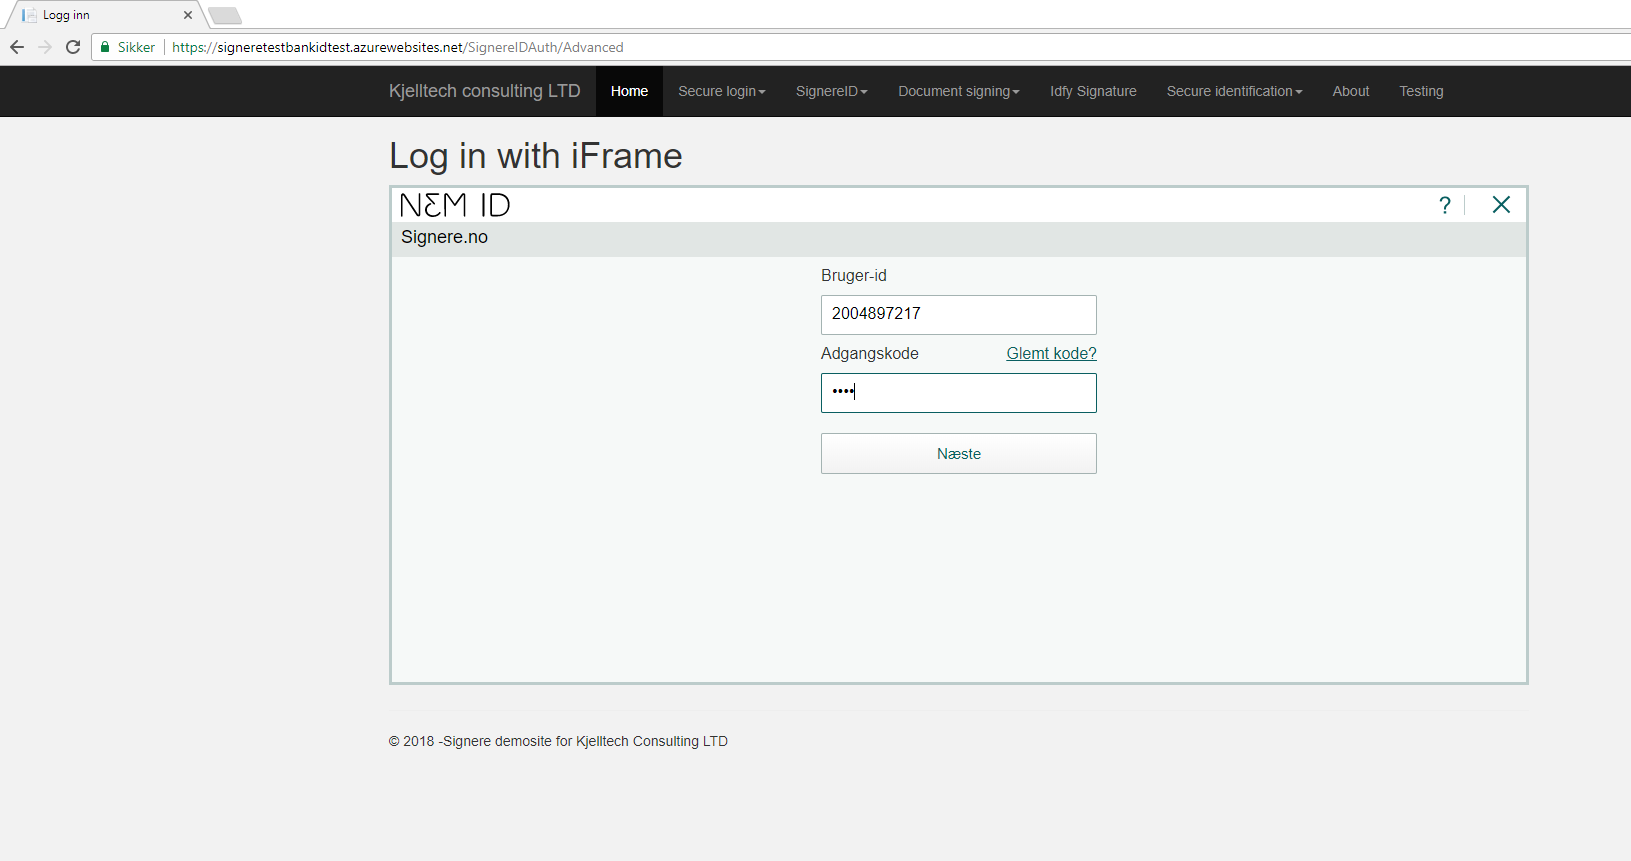 Logg inn
Sikker https://signeretestbankidtest.azurewebsites.net/SignereIDAuth/Advanced
Kjelltech consulting LTD Home Secure login SignereID Document signing Idfy Signature Secure identification About Testing
Log in with iFrame
NEM ID ?
Signere.no
Bruger-id
2004897217
Adgangskode Glemt kode?
••••
Næste
© 2018 -Signere demosite for Kjelltech Consulting LTD